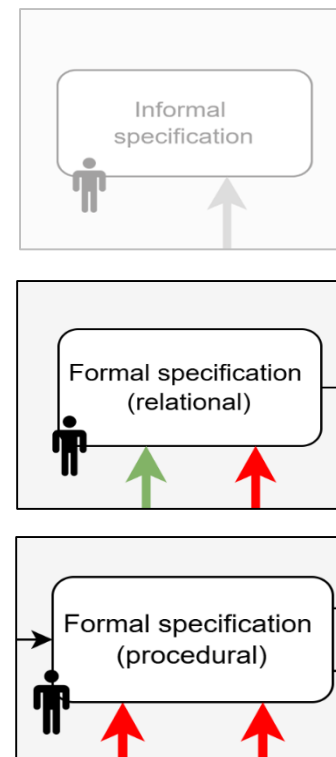 Informal
specification
Formal specification
(relational)
Formal specification
(procedural)